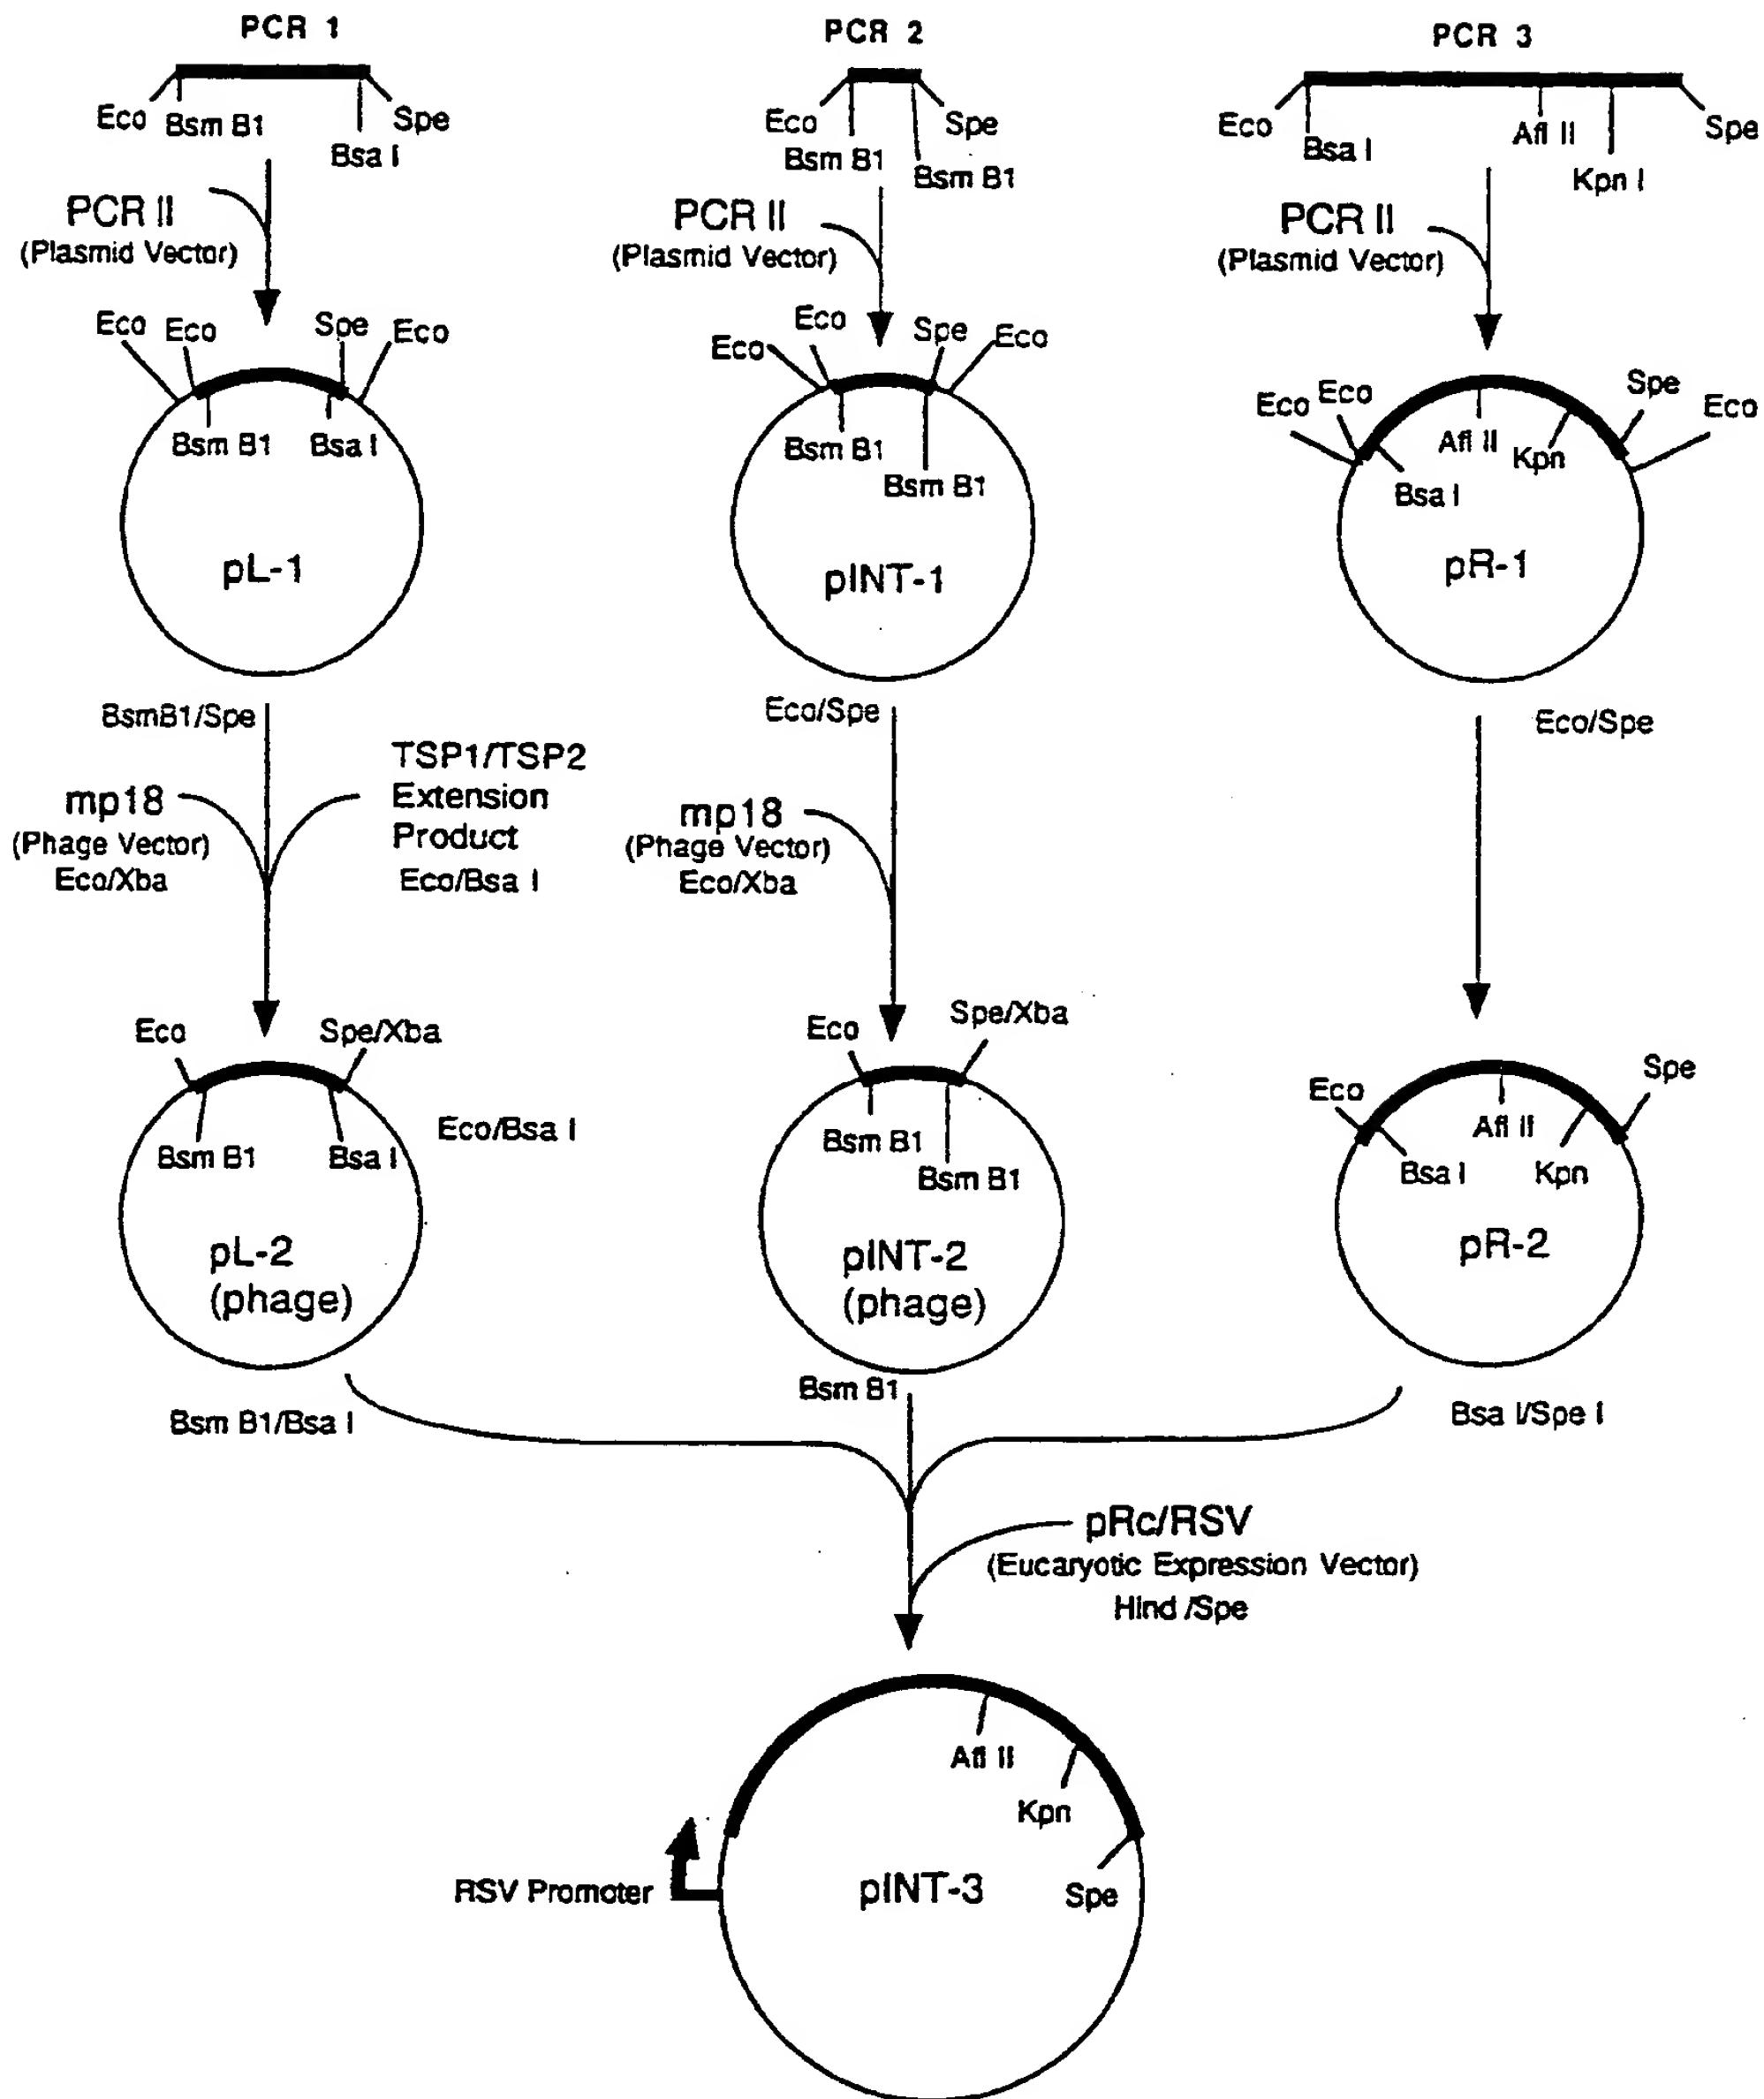 PCR 1
PCR 2
PCR 3
Eco
Bsm B1
Bsa I
Spe
Eco
Bsm B1
Spe
Bsm B1
Eco
Bsa I
Afl II
Kpn I
Spe
PCR II
(Plasmid Vector)
PCR II
(Plasmid Vector)
PCR II
(Plasmid Vector)
Eco
Eco
Spe
Eco
Bsm B1
Bsa I
pL-1
Eco
Eco
Spe
Eco
Bsm B1
Bsm B1
pINT-1
Eco
Eco
Spe
Eco
Afl II
Kpn
Bsa I
pR-1
BsmB1/Spe
Eco/Spe
Eco/Spe
mp18
(Phage Vector)
Eco/Xba
TSP1/TSP2
Extension
Product
Eco/Bsa I
mp18
(Phage Vector)
Eco/Xba
Eco
Spe/Xba
Bsm B1
Bsa I
Eco/Bsa I
pL-2
(phage)
Eco
Spe/Xba
Bsm B1
Bsm B1
pINT-2
(phage)
Eco
Spe
Afl II
Bsa I
Kpn
pR-2
Bsm B1/Bsa I
Bsm B1
Bsa I/Spe I
pRc/RSV
(Eucaryotic Expression Vector)
Hind /Spe
Afl II
Kpn
Spe
RSV Promoter
pINT-3